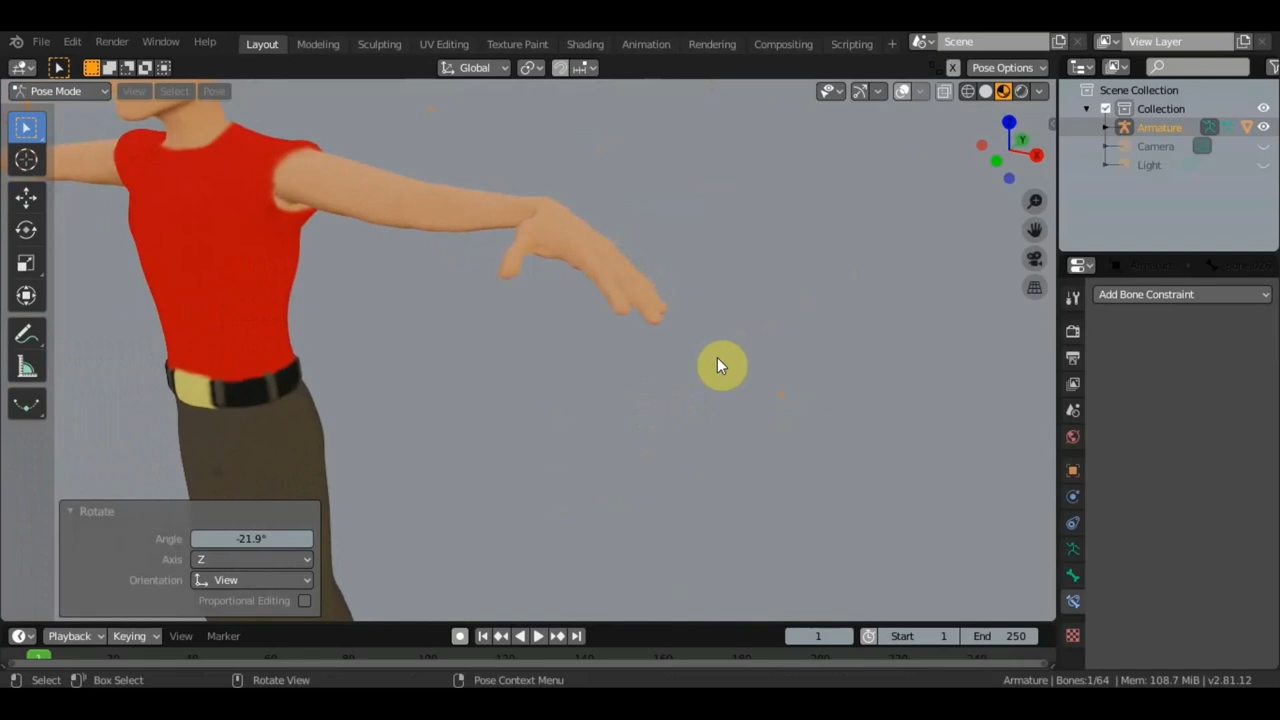 File Edit Render Window Help Layout Modeling Sculpting UV Editing Texture Paint Shading Animation Rendering Compositing Scripting + Scene View Layer
Global X Pose Options
Pose Mode View Select Pose
Scene Collection
Collection
Armature
Camera
Light
Z
Y
X
Add Bone Constraint
Rotate
Angle -21.9°
Axis Z
Orientation View
Proportional Editing
Playback Keying View Marker 1 Start 1 End 250
1
Select Box Select Rotate View Pose Context Menu Armature | Bones:1/64 | Mem: 108.7 MiB | v2.81.12